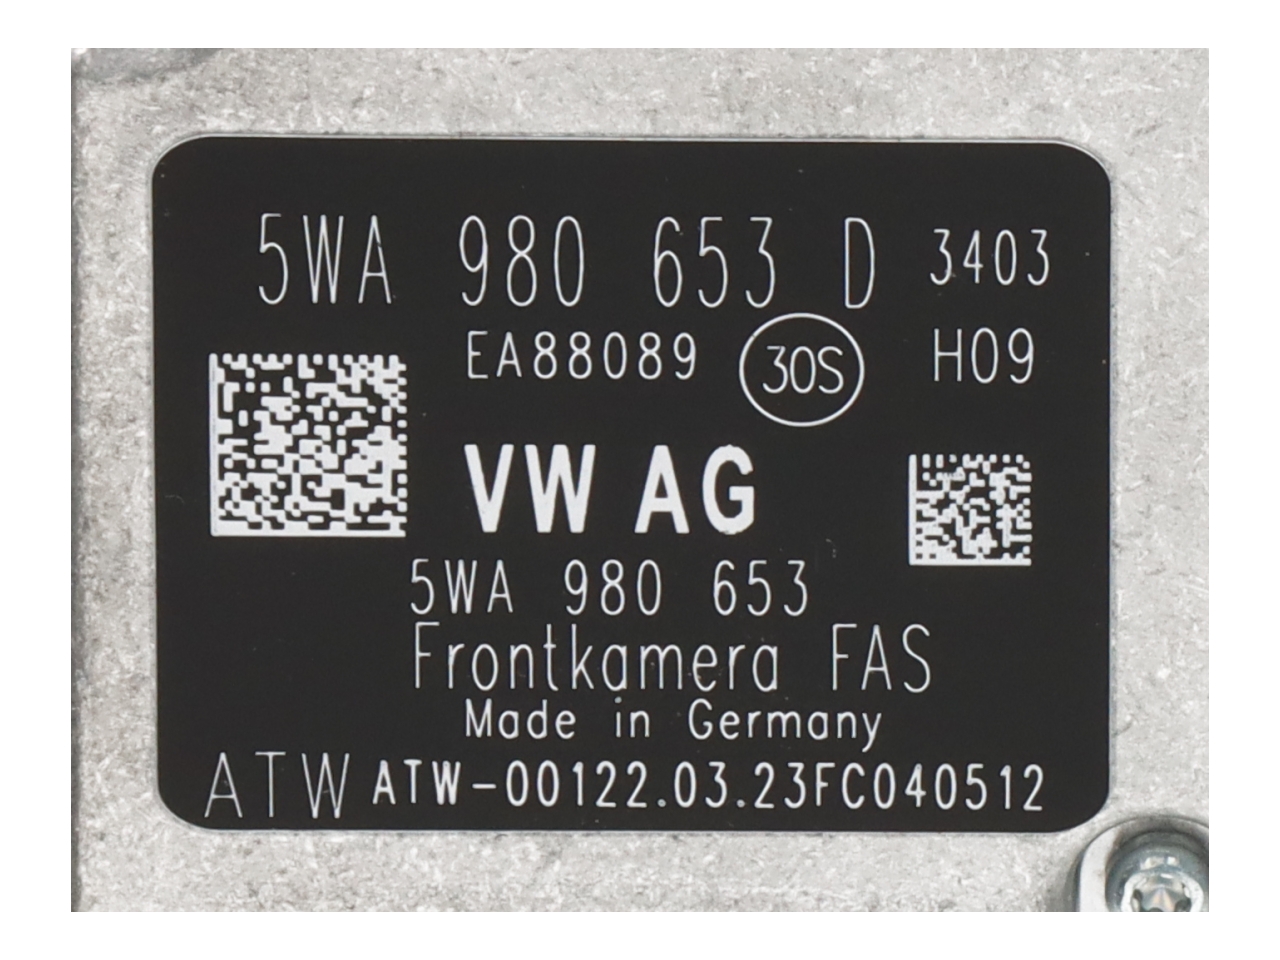 5WA 980 653 D 3403
EA88089 30S H09
VW AG
5WA 980 653
Frontkamera FAS
Made in Germany
ATW ATW-00122.03.23FC040512